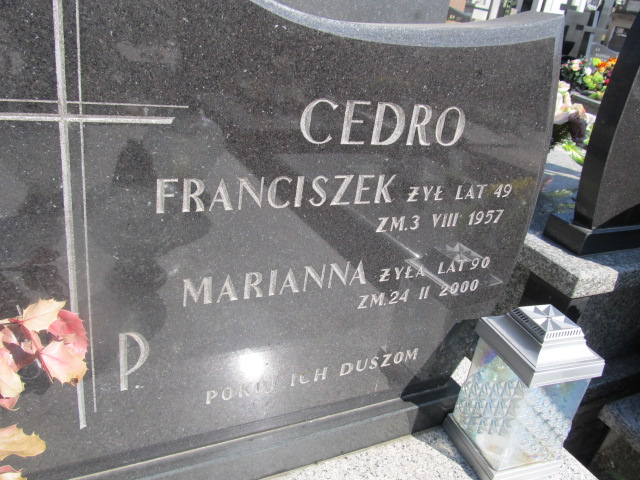 CEDRO
FRANCISZEK ŻYŁ LAT 49
ZM.3 VIII 1957
MARIANNA ŻYŁA LAT 90
ZM.24 II 2000
P.
POKÓJ ICH DUSZOM